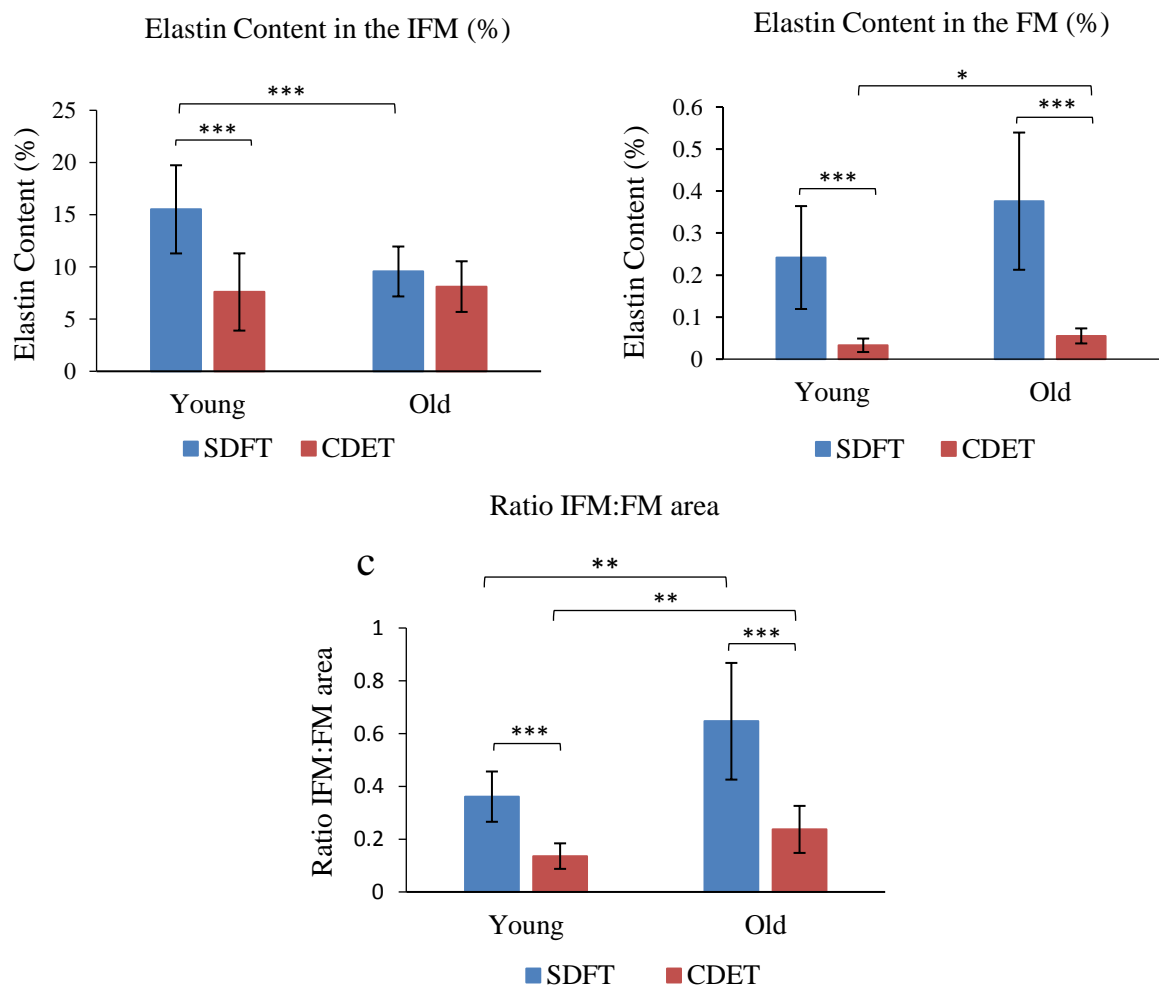 Elastin Content in the IFM (%)
***
***
25
20
15
10
5
0
Elastin Content (%)
Young Old
SDFT CDET
Elastin Content in the FM (%)
*
***
***
0.6
0.5
0.4
0.3
0.2
0.1
0
Elastin Content (%)
Young Old
SDFT CDET
Ratio IFM:FM area
c
**
**
***
***
1
0.8
0.6
0.4
0.2
0
Ratio IFM:FM area
Young Old
SDFT CDET